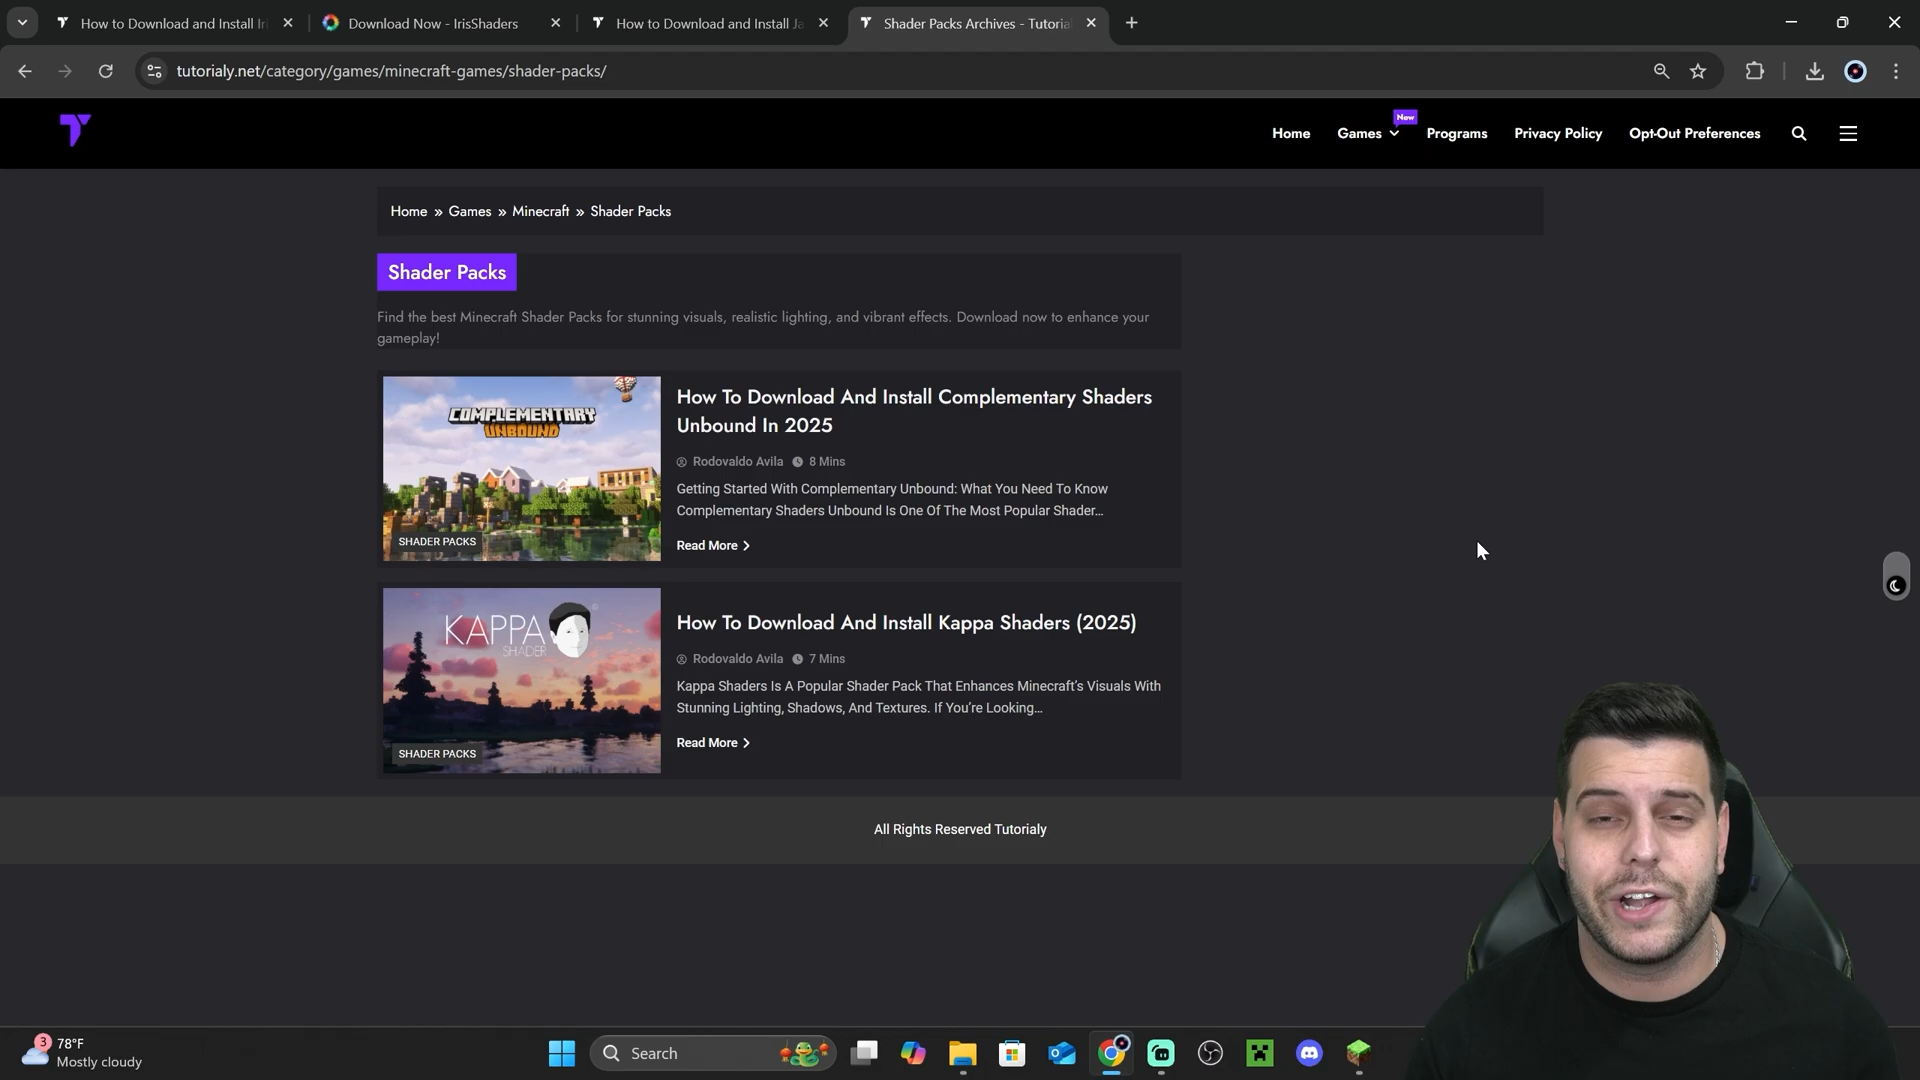 How to Download and Install Iri
Download Now - IrisShaders
How to Download and Install Ja
Shader Packs Archives - Tutoria
tutorialy.net/category/games/minecraft-games/shader-packs/
Home
Games
New
Programs
Privacy Policy
Opt-Out Preferences
Home » Games » Minecraft » Shader Packs
Shader Packs
Find the best Minecraft Shader Packs for stunning visuals, realistic lighting, and vibrant effects. Download now to enhance your
gameplay!
COMPLEMENTARY
UNBOUND
SHADER PACKS
How To Download And Install Complementary Shaders
Unbound In 2025
Rodovaldo Avila 8 Mins
Getting Started With Complementary Unbound: What You Need To Know
Complementary Shaders Unbound Is One Of The Most Popular Shader...
Read More
KAPPA
SHADER
SHADER PACKS
How To Download And Install Kappa Shaders (2025)
Rodovaldo Avila 7 Mins
Kappa Shaders Is A Popular Shader Pack That Enhances Minecraft's Visuals With
Stunning Lighting, Shadows, And Textures. If You're Looking...
Read More
All Rights Reserved Tutorialy
3
78°F
Mostly cloudy
Search